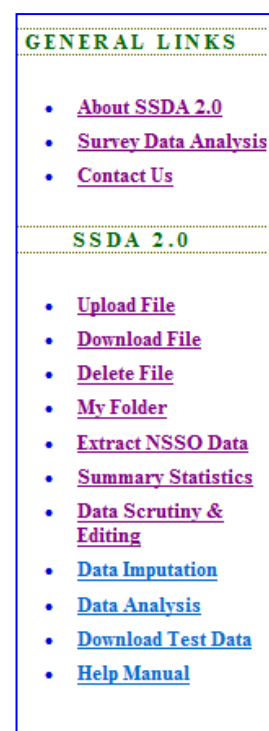 GENERAL LINKS
About SSDA 2.0
Survey Data Analysis
Contact Us
SSDA 2.0
Upload File
Download File
Delete File
My Folder
Extract NSSO Data
Summary Statistics
Data Scrutiny &
Editing
Data Imputation
Data Analysis
Download Test Data
Help Manual